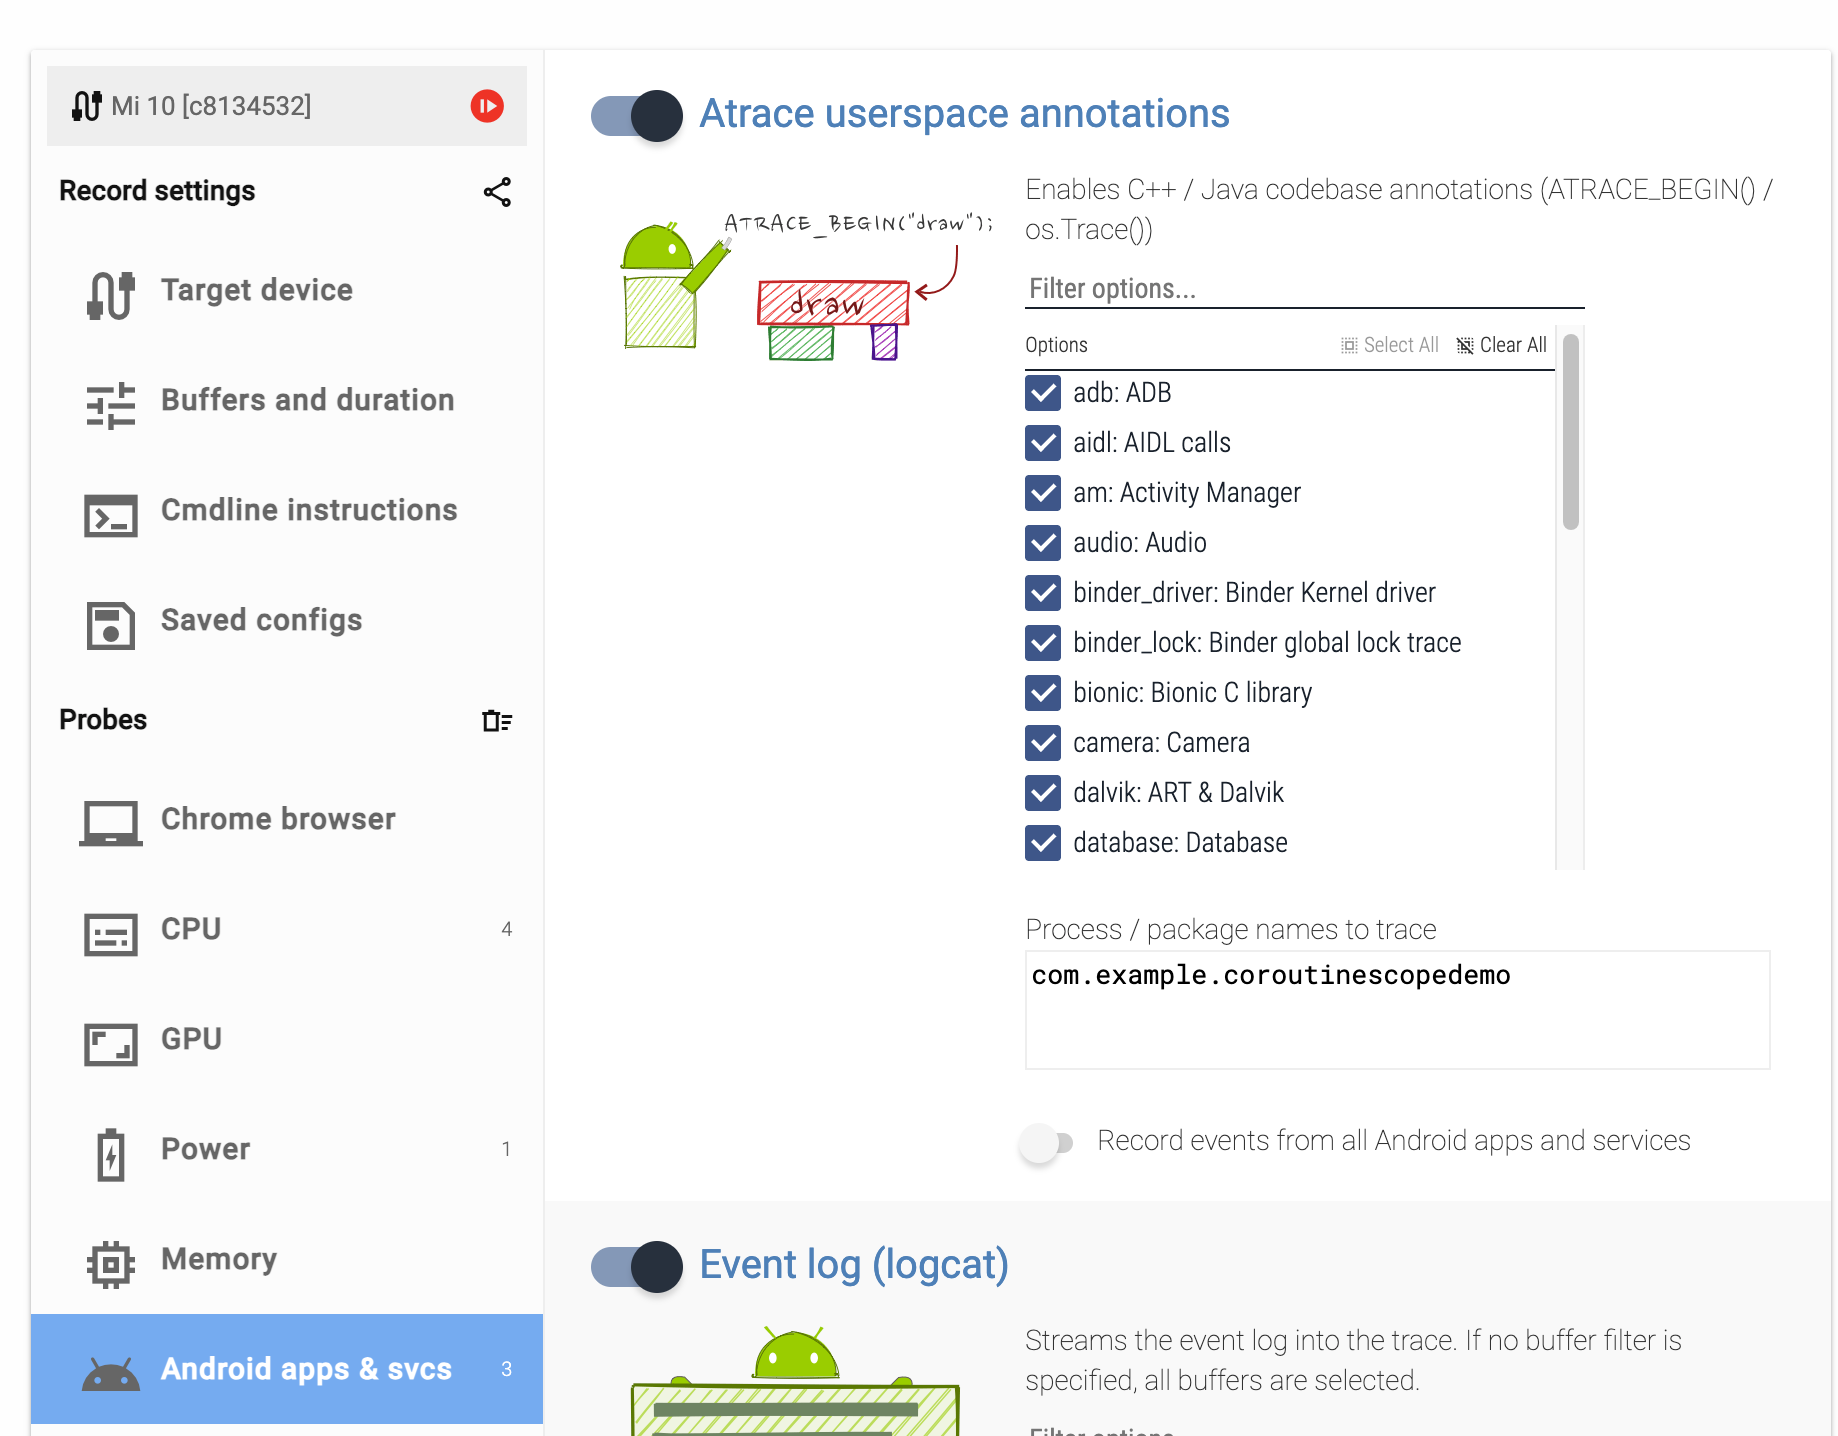 Mi 10 [c8134532]
Record settings
Target device
Buffers and duration
Cmdline instructions
Saved configs
Probes
Chrome browser
CPU 4
GPU
Power 1
Memory
Android apps & svcs 3
Atrace userspace annotations
ATRACE_BEGIN("draw");
draw
Enables C++ / Java codebase annotations (ATRACE_BEGIN() /
os.Trace())
Filter options...
Options Select All Clear All
adb: ADB
aidl: AIDL calls
am: Activity Manager
audio: Audio
binder_driver: Binder Kernel driver
binder_lock: Binder global lock trace
bionic: Bionic C library
camera: Camera
dalvik: ART & Dalvik
database: Database
Process / package names to trace
com.example.coroutinescopedemo
Record events from all Android apps and services
Event log (logcat)
Streams the event log into the trace. If no buffer filter is
specified, all buffers are selected.
Filter options